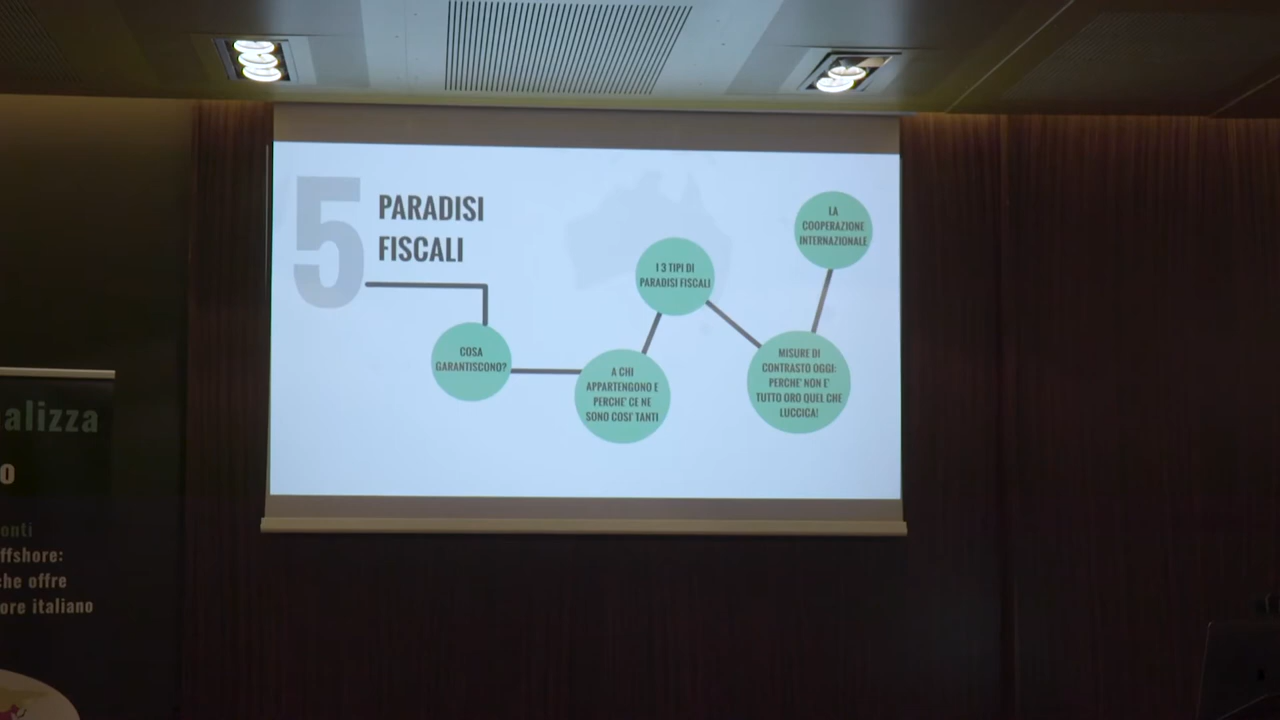 5
PARADISI
FISCALI
COSA
GARANTISCONO?
A CHI
APPARTENGONO E
PERCHE' CE NE
SONO COSI' TANTI
I 3 TIPI DI
PARADISI FISCALI
MISURE DI
CONTRASTO OGGI:
PERCHE' NON E'
TUTTO ORO QUEL CHE
LUCCICA!
LA
COOPERAZIONE
INTERNAZIONALE
alizza
o
onti
ffshore:
che offre
ore italiano